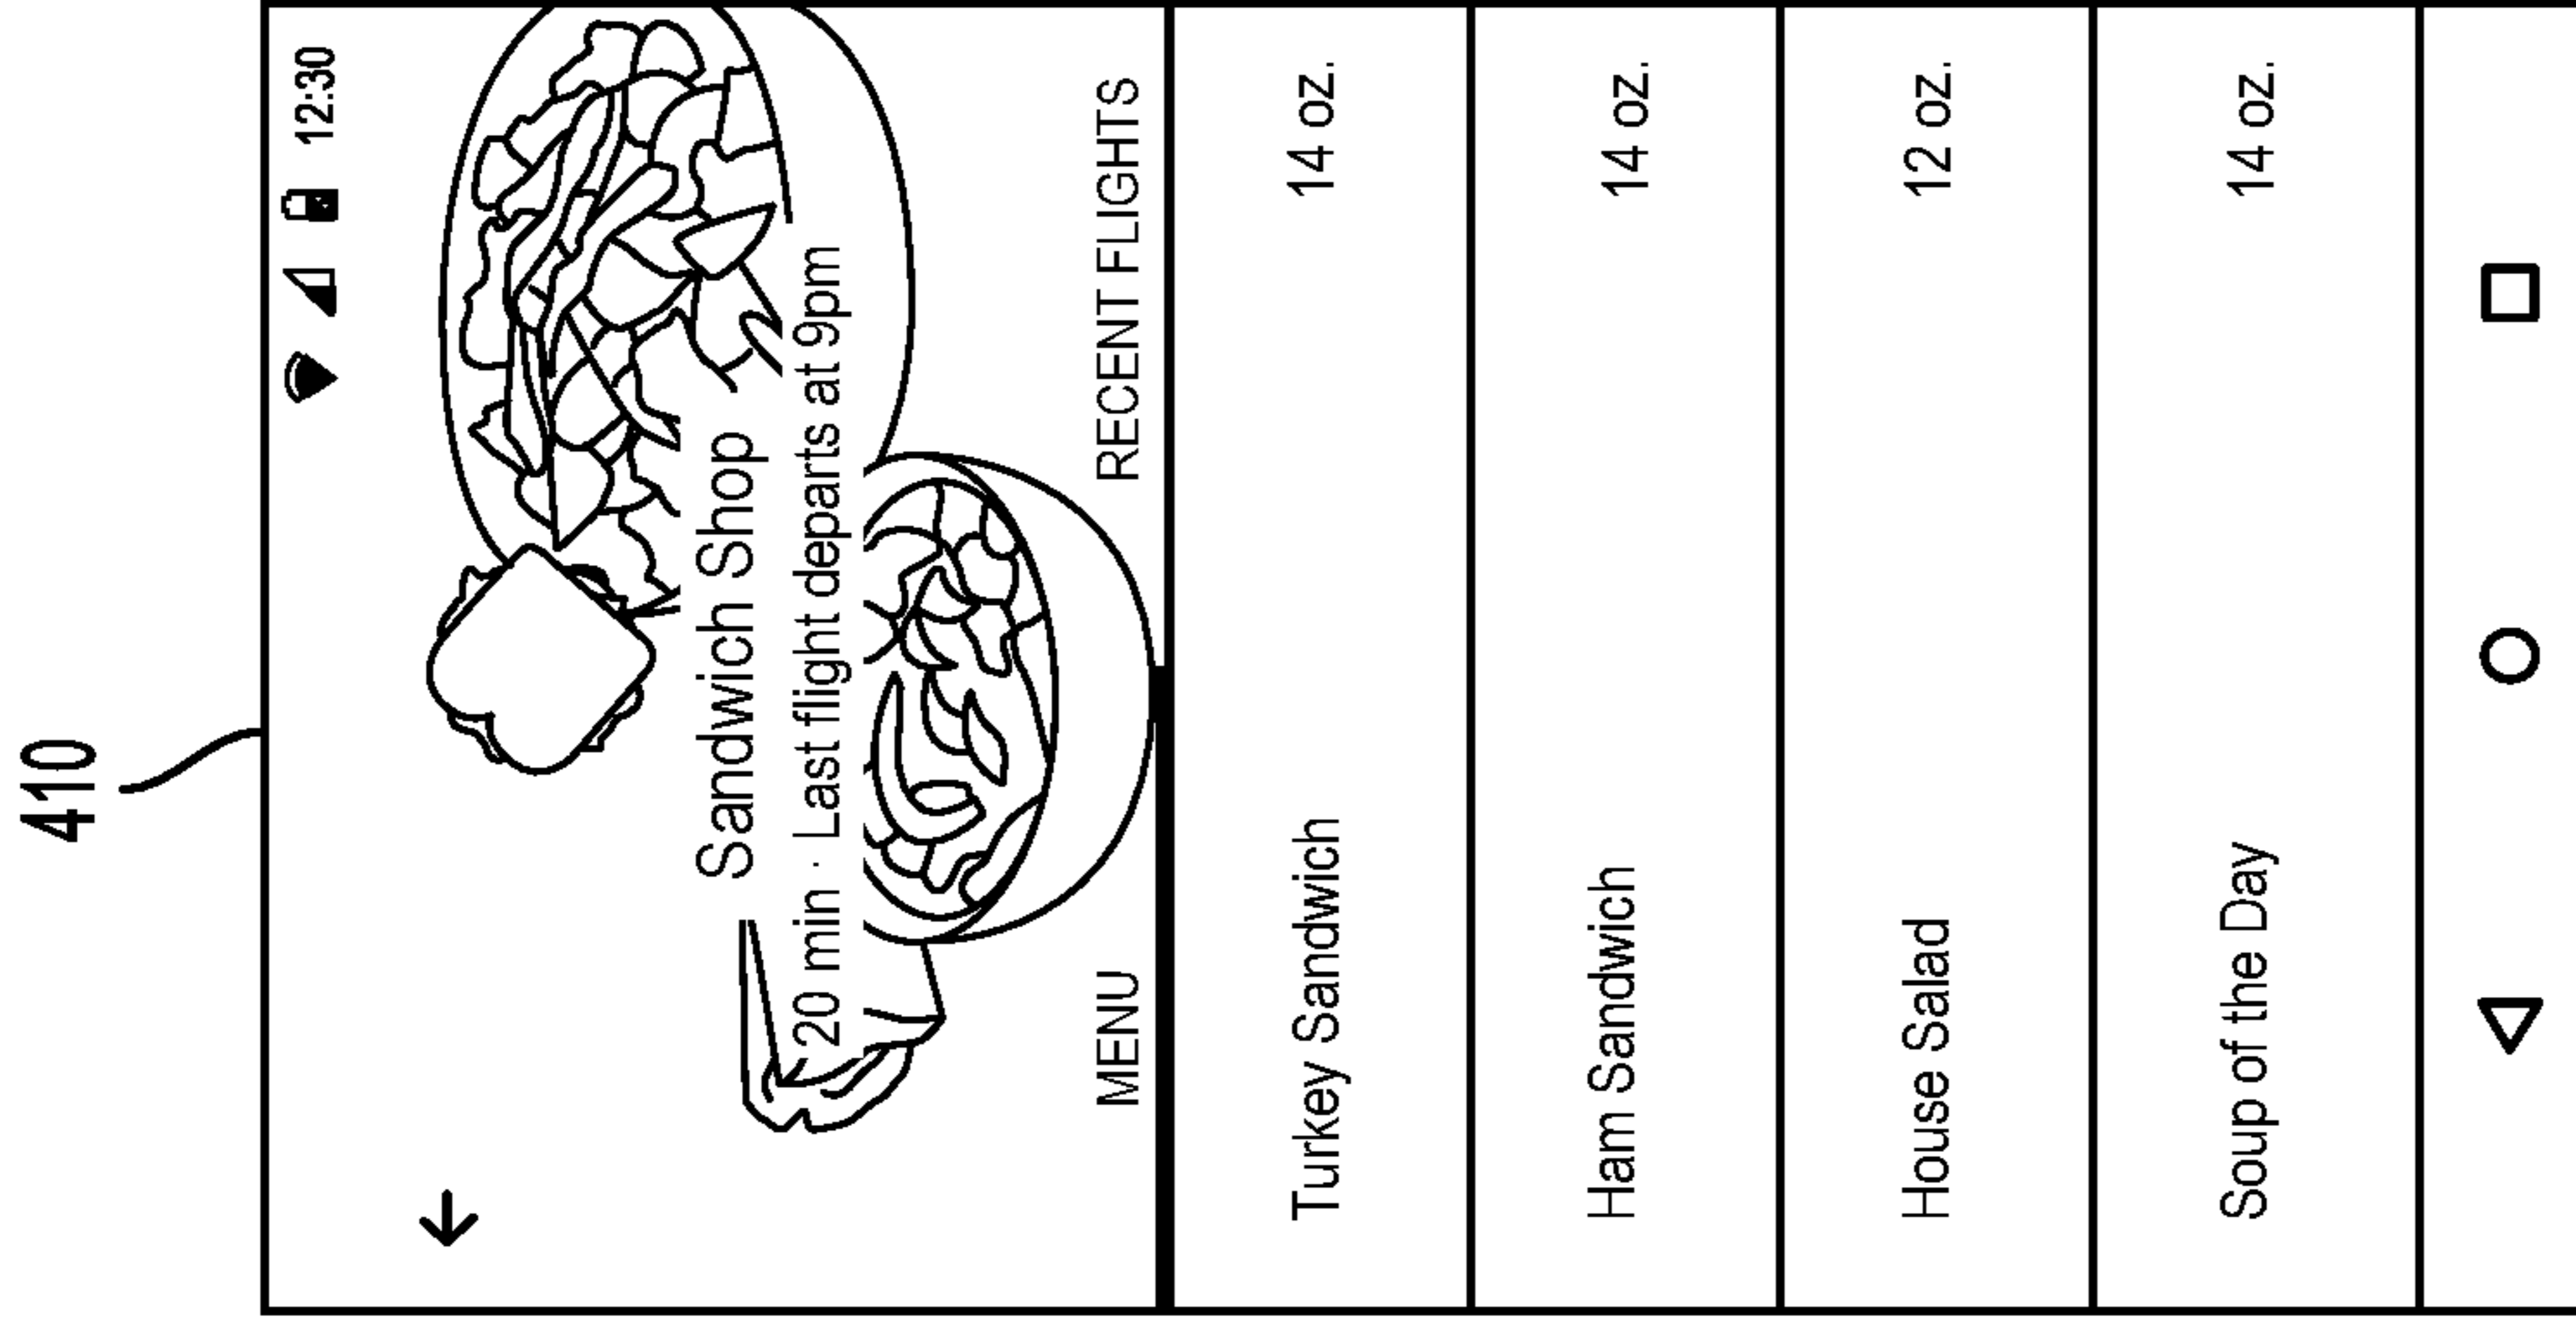 410
12:30
Sandwich Shop
20 min · Last flight departs at 9pm
MENU RECENT FLIGHTS
Turkey Sandwich 14 oz.
Ham Sandwich 14 oz.
House Salad 12 oz.
Soup of the Day 14 oz.